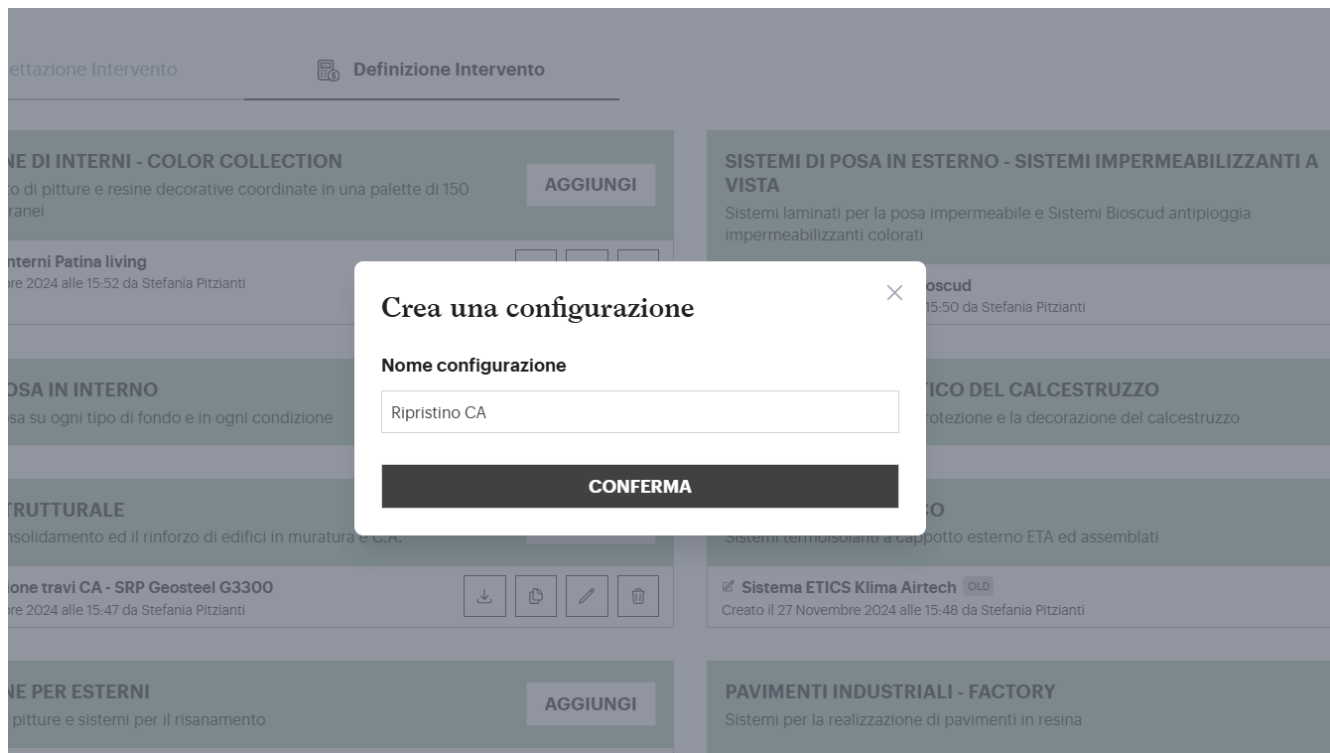 ettazione Intervento
Definizione Intervento
NE DI INTERNI - COLOR COLLECTION
to di pitture e resine decorative coordinate in una palette di 150
ranei
AGGIUNGI
nterni Patina living
re 2024 alle 15:52 da Stefania Pitzianti
SISTEMI DI POSA IN ESTERNO - SISTEMI IMPERMEABILIZZANTI A
VISTA
Sistemi laminati per la posa impermeabile e Sistemi Bioscud antipioggia
impermeabilizzanti colorati
oscud
15:50 da Stefania Pitzianti
Crea una configurazione
Nome configurazione
Ripristino CA
CONFERMA
OSA IN INTERNO
sa su ogni tipo di fondo e in ogni condizione
ICO DEL CALCESTRUZZO
otezione e la decorazione del calcestruzzo
TRUTTURALE
nsolidamento ed il rinforzo di edifici in muratura e C.A.
ione travi CA - SRP Geosteel G3300
re 2024 alle 15:47 da Stefania Pitzianti
CO
Sistemi termoisolanti a cappotto esterno ETA ed assemblati
Sistema ETICS Klima Airtech OLD
Creato il 27 Novembre 2024 alle 15:48 da Stefania Pitzianti
NE PER ESTERNI
pitture e sistemi per il risanamento
AGGIUNGI
PAVIMENTI INDUSTRIALI - FACTORY
Sistemi per la realizzazione di pavimenti in resina